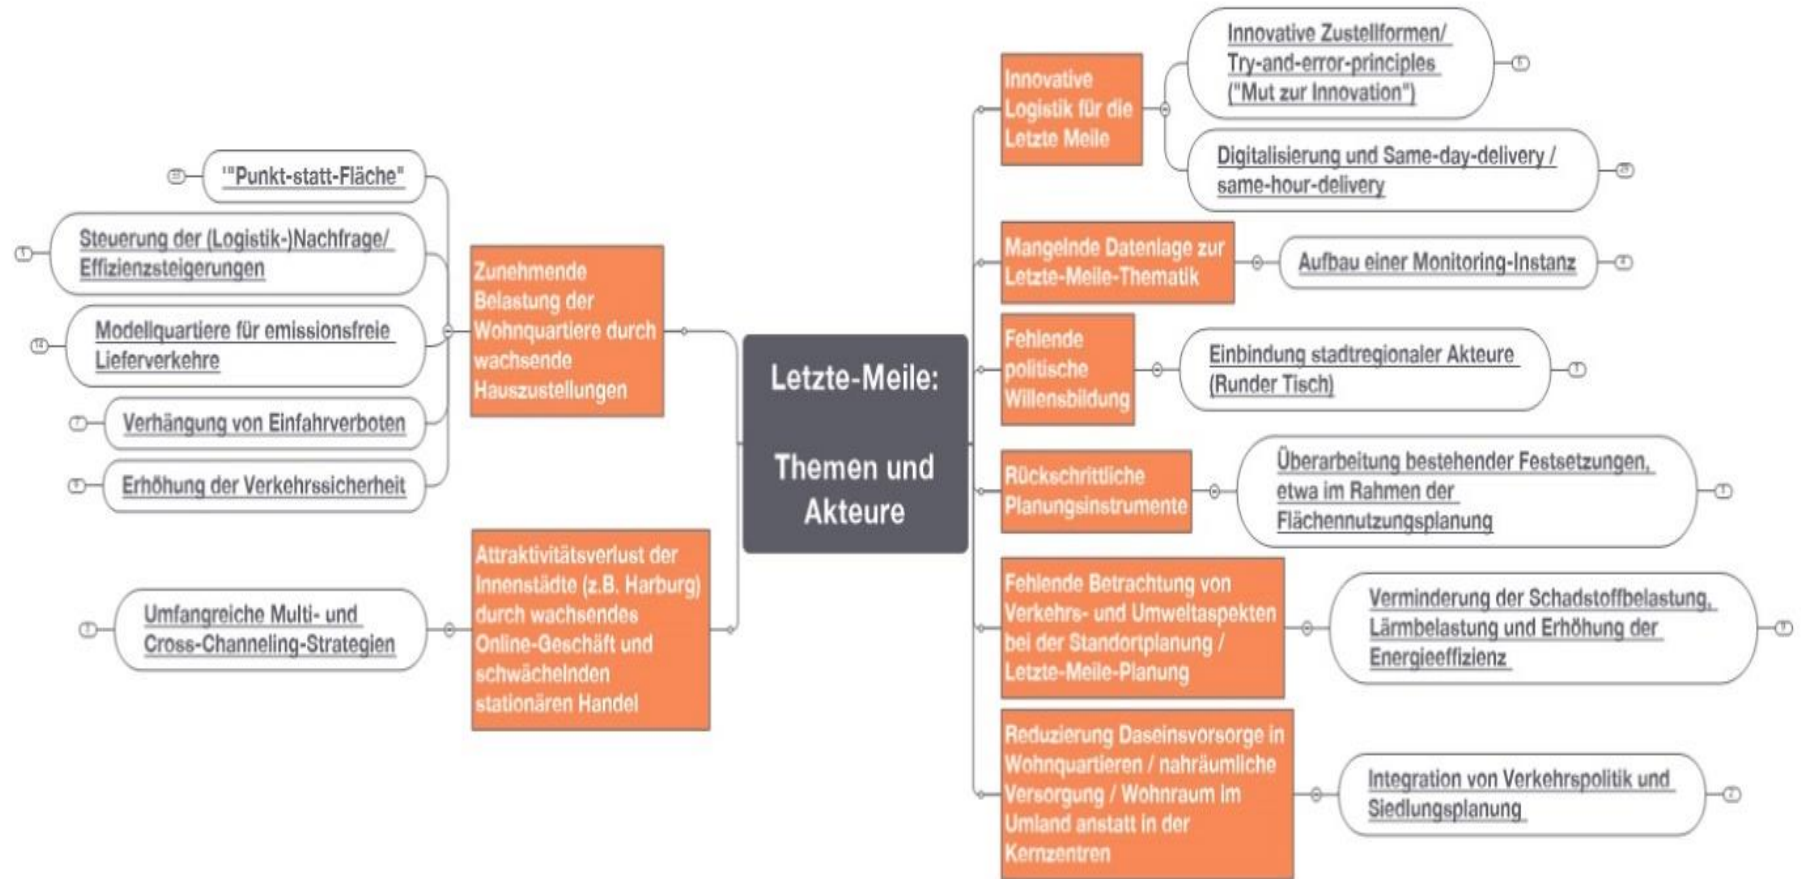 Letzte-Meile:
Themen und
Akteure
Zunehmende
Belastung der
Wohnquartiere durch
wachsende
Hauszustellungen
'"Punkt-statt-Fläche"
Steuerung der (Logistik-)Nachfrage/
Effizienzsteigerungen
Modellquartiere für emissionsfreie
Lieferverkehre
Verhängung von Einfahrverboten
Erhöhung der Verkehrssicherheit
Attraktivitätsverlust der
Innenstädte (z.B. Harburg)
durch wachsendes
Online-Geschäft und
schwächelnden
stationären Handel
Umfangreiche Multi- und
Cross-Channeling-Strategien
Innovative
Logistik für die
Letzte Meile
Innovative Zustellformen/
Try-and-error-principles
("Mut zur Innovation")
Digitalisierung und Same-day-delivery /
same-hour-delivery
Mangelnde Datenlage zur
Letzte-Meile-Thematik
Aufbau einer Monitoring-Instanz
Fehlende
politische
Willensbildung
Einbindung stadtregionaler Akteure
(Runder Tisch)
Rückschrittliche
Planungsinstrumente
Überarbeitung bestehender Festsetzungen,
etwa im Rahmen der
Flächennutzungsplanung
Fehlende Betrachtung von
Verkehrs- und Umweltaspekten
bei der Standortplanung /
Letzte-Meile-Planung
Verminderung der Schadstoffbelastung,
Lärmbelastung und Erhöhung der
Energieeffizienz
Reduzierung Daseinsvorsorge in
Wohnquartieren / nahräumliche
Versorgung / Wohnraum im
Umland anstatt in der
Kernzentren
Integration von Verkehrspolitik und
Siedlungsplanung